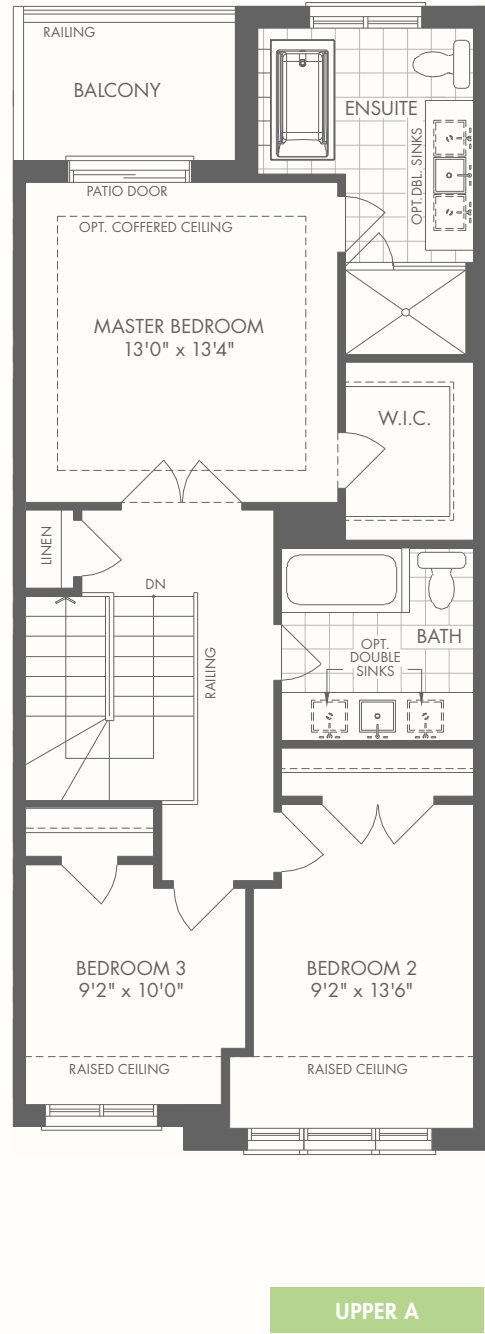 RAILING
BALCONY
ENSUITE
OPT. DBL. SINKS
PATIO DOOR
OPT. COFFERED CEILING
MASTER BEDROOM
13'0" x 13'4"
W.I.C.
LINEN
DN
RAILING
BATH
OPT.
DOUBLE
SINKS
BEDROOM 3
9'2" x 10'0"
BEDROOM 2
9'2" x 13'6"
RAISED CEILING
RAISED CEILING
UPPER A